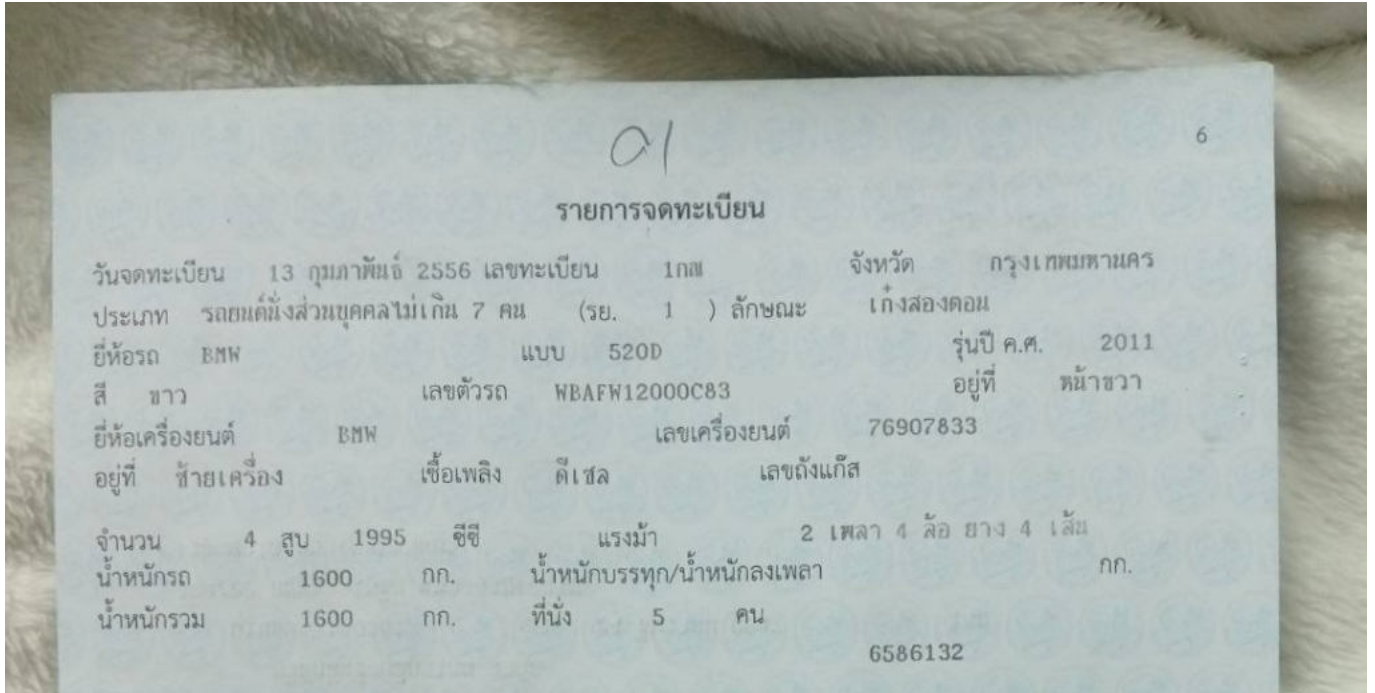 6
รายการจดทะเบียน
วันจดทะเบียน 13 กุมภาพันธ์ 2556 เลขทะเบียน 1กฌ จังหวัด กรุงเทพมหานคร
ประเภท รถยนต์นั่งส่วนบุคคลไม่เกิน 7 คน (รย. 1 ) ลักษณะ เก๋งสองตอน
ยี่ห้อรถ BMW แบบ 520D รุ่นปี ค.ศ. 2011
สี ขาว เลขตัวรถ WBAFW12000C83 อยู่ที่ หน้าขวา
ยี่ห้อเครื่องยนต์ BMW เลขเครื่องยนต์ 76907833
อยู่ที่ ซ้ายเครื่อง เชื้อเพลิง ดีเซล เลขถังแก๊ส
จำนวน 4 สูบ 1995 ซีซี แรงม้า 2 เพลา 4 ล้อ ยาง 4 เส้น
น้ำหนักรถ 1600 กก. น้ำหนักบรรทุก/น้ำหนักลงเพลา กก.
น้ำหนักรวม 1600 กก. ที่นั่ง 5 คน
6586132